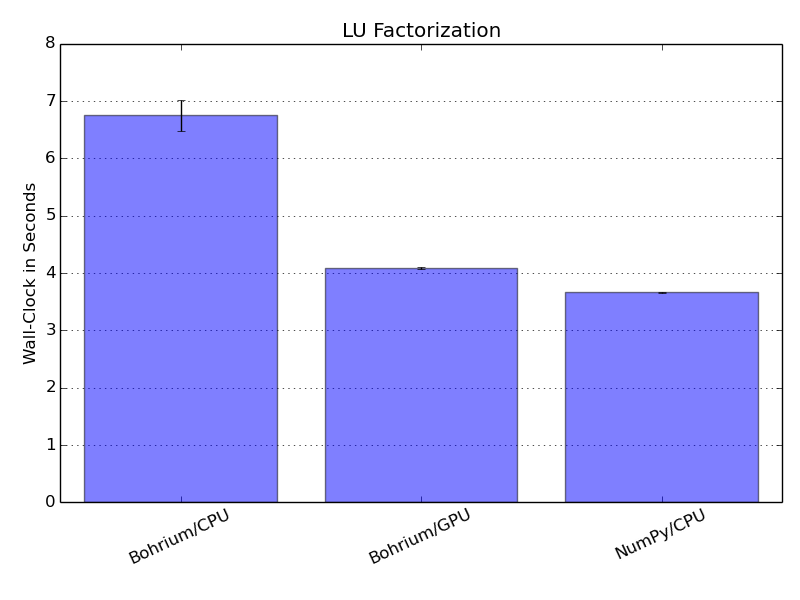 LU Factorization
8
7
6
5
4
3
2
1
0
Wall-Clock in Seconds
Bohrium/CPU
Bohrium/GPU
NumPy/CPU